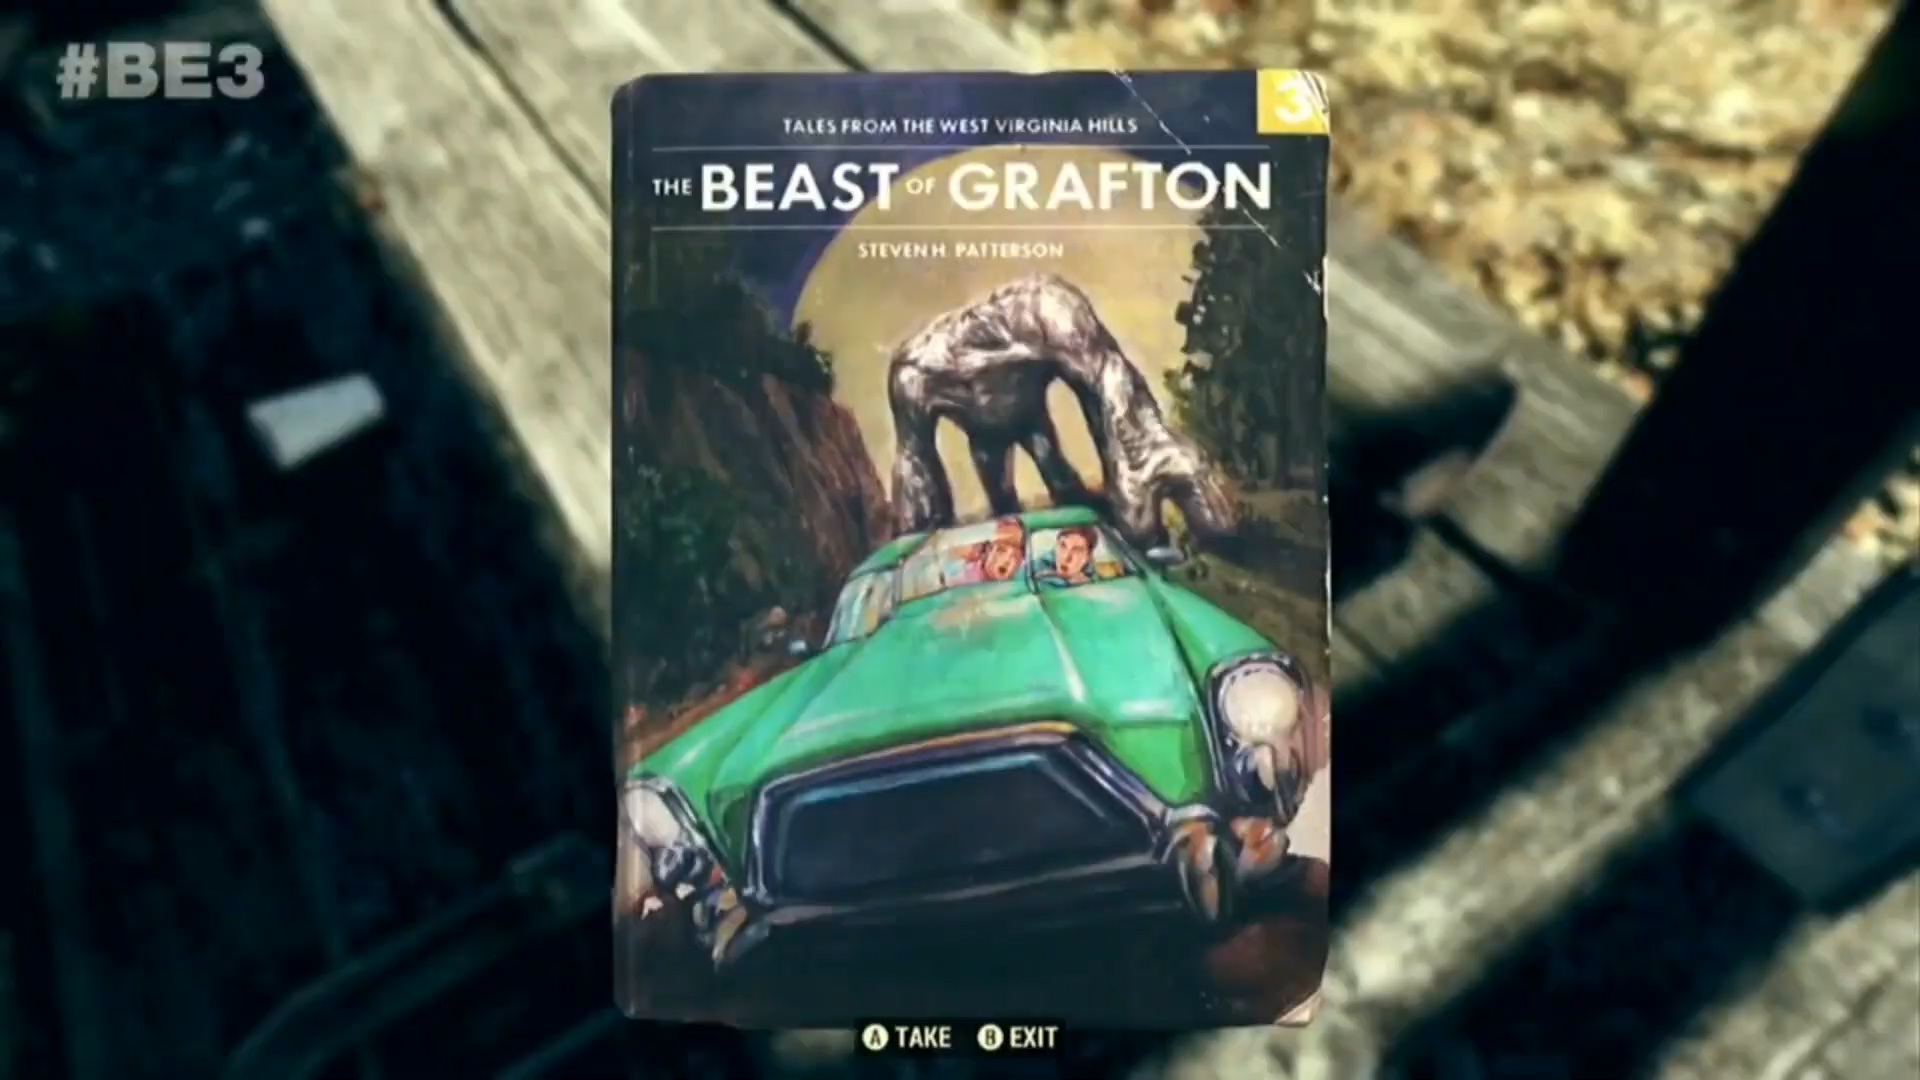 #BE3
3
TALES FROM THE WEST VIRGINIA HILLS
THE BEAST OF GRAFTON
STEVEN H. PATTERSON
A TAKE B EXIT